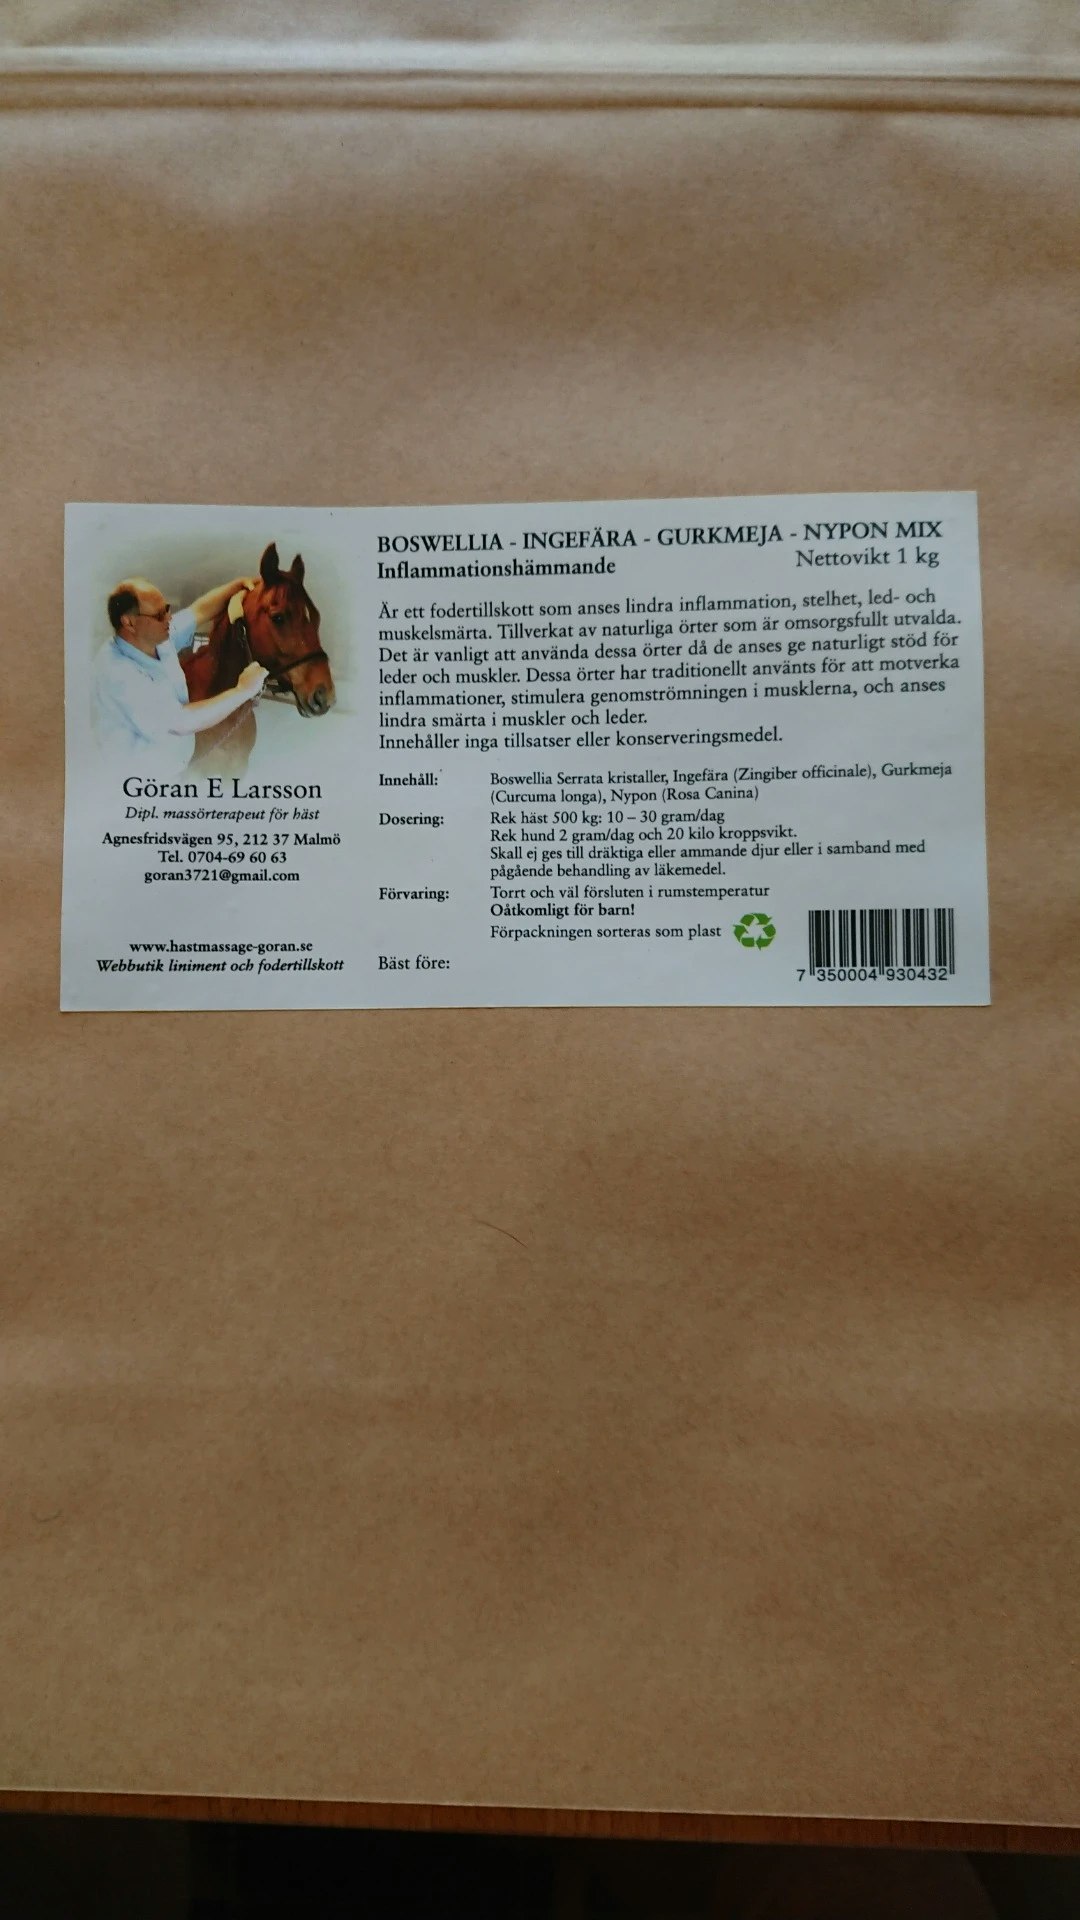 BOSWELLIA - INGEFÄRA - GURKMEJA - NYPON MIX
Inflammationshämmande
Nettovikt 1 kg
Är ett fodertillskott som anses lindra inflammation, stelhet, led- och
muskelsmärta. Tillverkat av naturliga örter som är omsorgsfullt utvalda.
Det är vanligt att använda dessa örter då de anses ge naturligt stöd för
leder och muskler. Dessa örter har traditionellt använts för att motverka
inflammationer, stimulera genomströmningen i musklerna, och anses
lindra smärta i muskler och leder.
Innehåller inga tillsatser eller konserveringsmedel.
Innehåll: Boswellia Serrata kristaller, Ingefära (Zingiber officinale), Gurkmeja
(Curcuma longa), Nypon (Rosa Canina)
Dosering: Rek häst 500 kg: 10 – 30 gram/dag
Rek hund 2 gram/dag och 20 kilo kroppsvikt.
Skall ej ges till dräktiga eller ammande djur eller i samband med
pågående behandling av läkemedel.
Förvaring: Torrt och väl försluten i rumstemperatur
Oåtkomligt för barn!
Förpackningen sorteras som plast
Bäst före:
7 350004 930432
Göran E Larsson
Dipl. massörterapeut för häst
Agnesfridsvägen 95, 212 37 Malmö
Tel. 0704-69 60 63
goran3721@gmail.com
www.hastmassage-goran.se
Webbutik liniment och fodertillskott